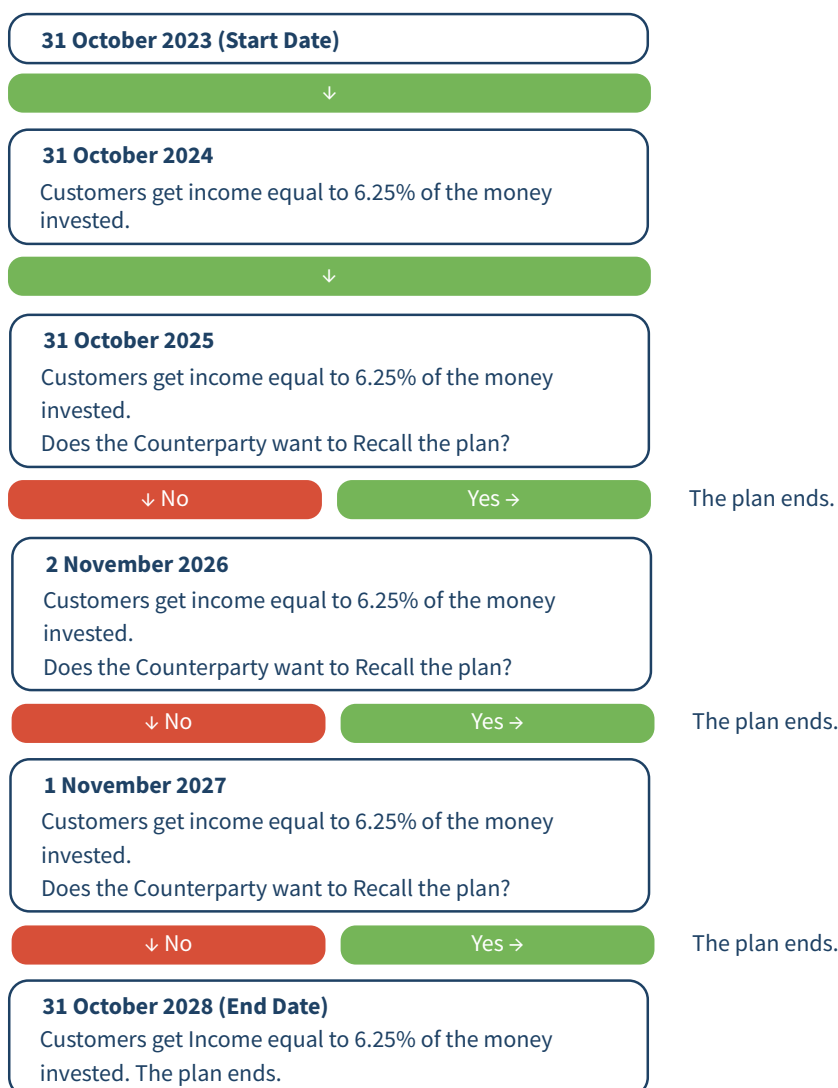 31 October 2023 (Start Date)
↓
31 October 2024
Customers get income equal to 6.25% of the money
invested.
↓
31 October 2025
Customers get income equal to 6.25% of the money
invested.
Does the Counterparty want to Recall the plan?
↓ No Yes → The plan ends.
2 November 2026
Customers get income equal to 6.25% of the money
invested.
Does the Counterparty want to Recall the plan?
↓ No Yes → The plan ends.
1 November 2027
Customers get income equal to 6.25% of the money
invested.
Does the Counterparty want to Recall the plan?
↓ No Yes → The plan ends.
31 October 2028 (End Date)
Customers get Income equal to 6.25% of the money
invested. The plan ends.